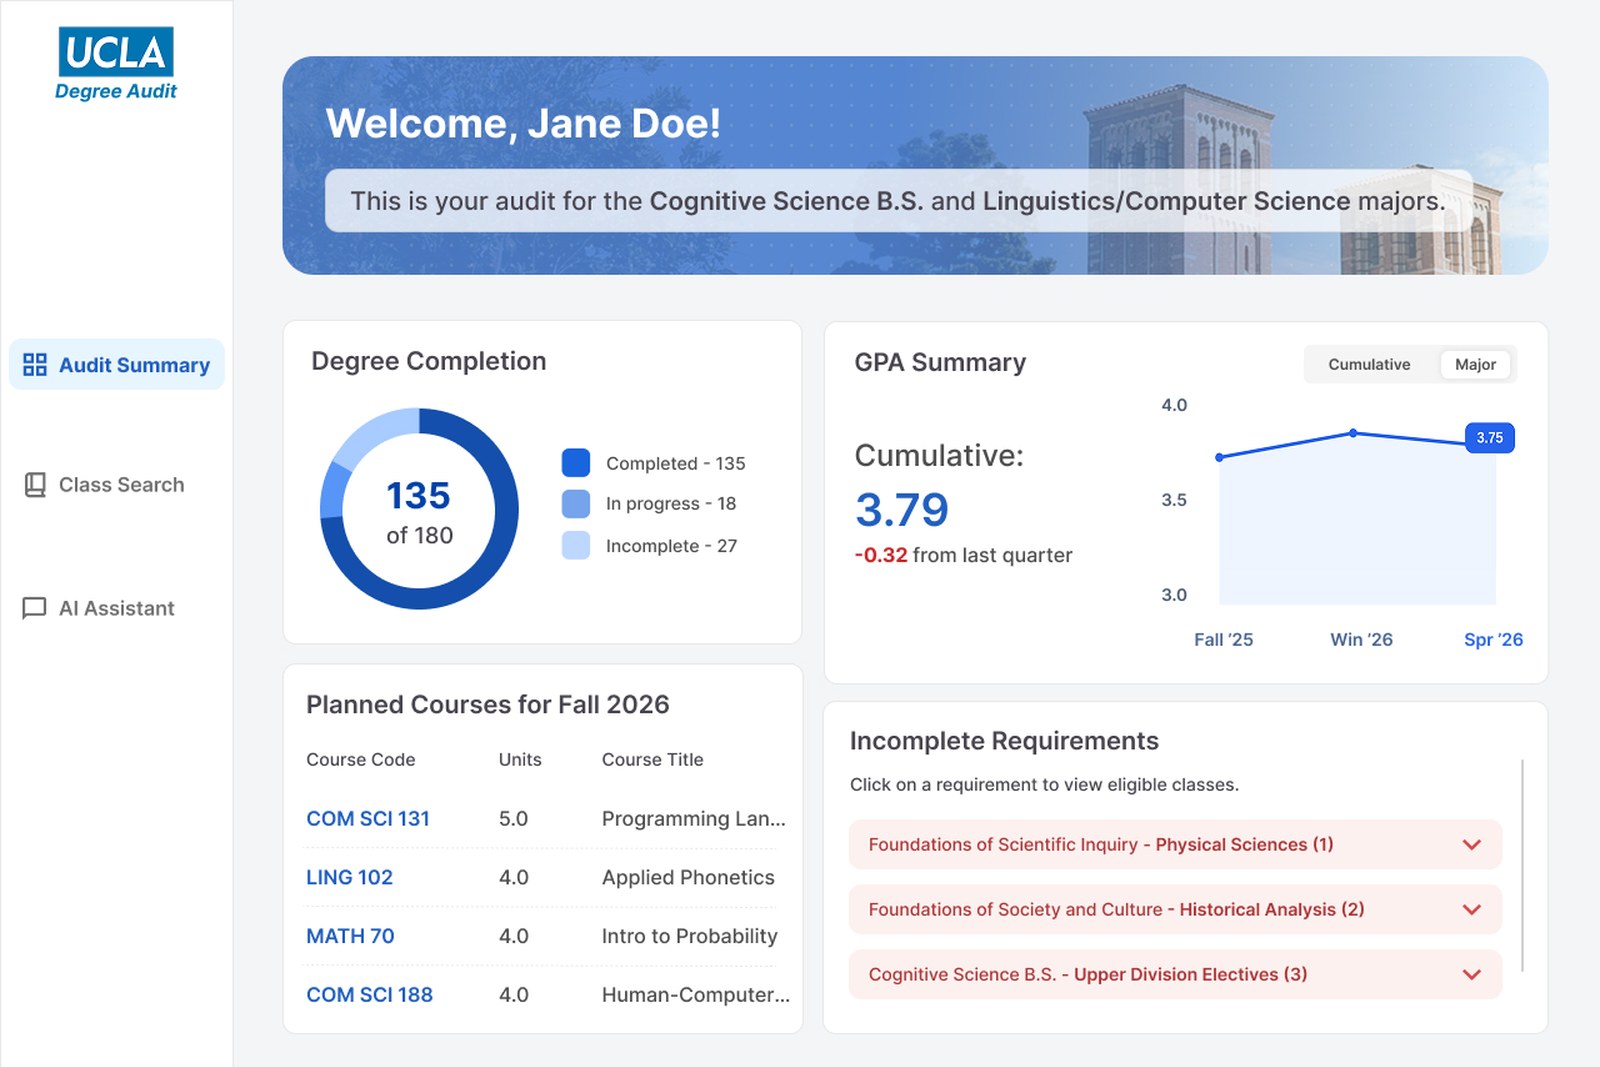 UCLA
Degree Audit
Audit Summary
Class Search
AI Assistant
Welcome, Jane Doe!
This is your audit for the Cognitive Science B.S. and Linguistics/Computer Science majors.
Degree Completion
135
of 180
Completed - 135
In progress - 18
Incomplete - 27
GPA Summary
Cumulative Major
Cumulative:
3.79
-0.32 from last quarter
4.0
3.5
3.0
3.75
Fall ’25 Win ’26 Spr ’26
Planned Courses for Fall 2026
Course Code Units Course Title
COM SCI 131 5.0 Programming Lan...
LING 102 4.0 Applied Phonetics
MATH 70 4.0 Intro to Probability
COM SCI 188 4.0 Human-Computer...
Incomplete Requirements
Click on a requirement to view eligible classes.
Foundations of Scientific Inquiry - Physical Sciences (1)
Foundations of Society and Culture - Historical Analysis (2)
Cognitive Science B.S. - Upper Division Electives (3)